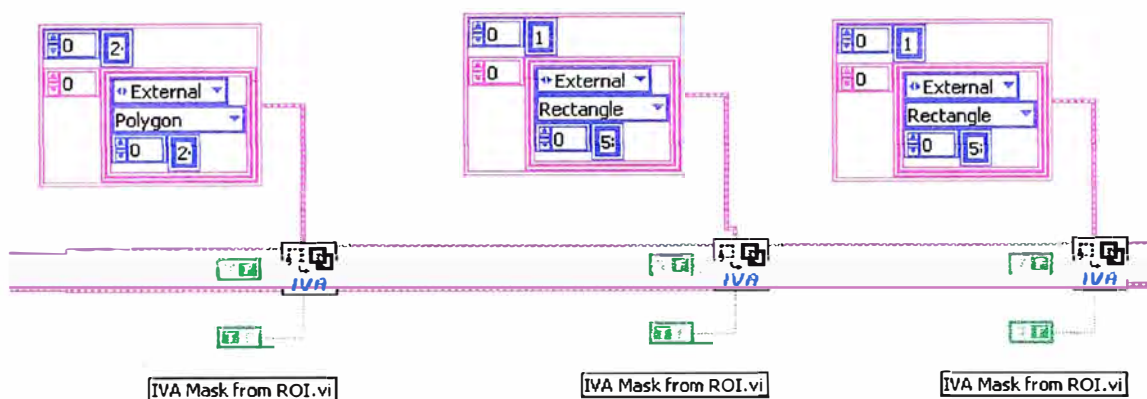 0 2
0
External
Polygon
0 2
0 1
0
External
Rectangle
0 5
0 1
0
External
Rectangle
0 5
F
IVA
F
IVA
F
IVA
T
T
IVA Mask from ROI.vi
IVA Mask from ROI.vi
IVA Mask from ROI.vi